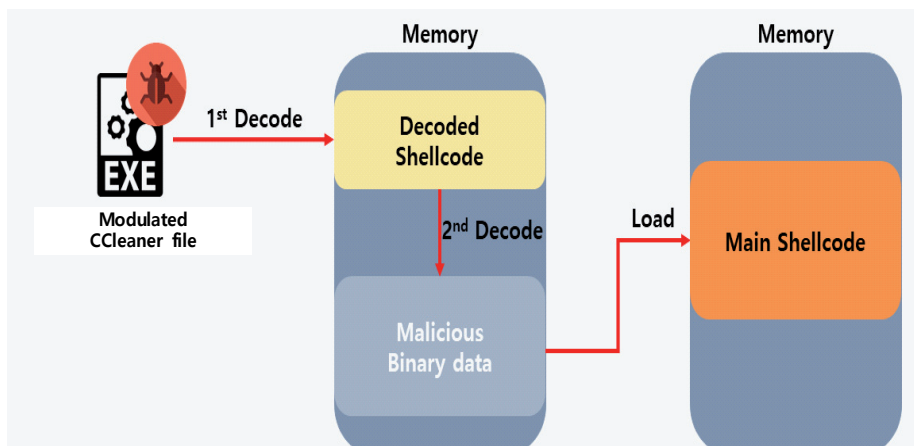 Memory
Memory
1st Decode
Decoded
Shellcode
EXE
Modulated
CCleaner file
2nd Decode
Load
Main Shellcode
Malicious
Binary data